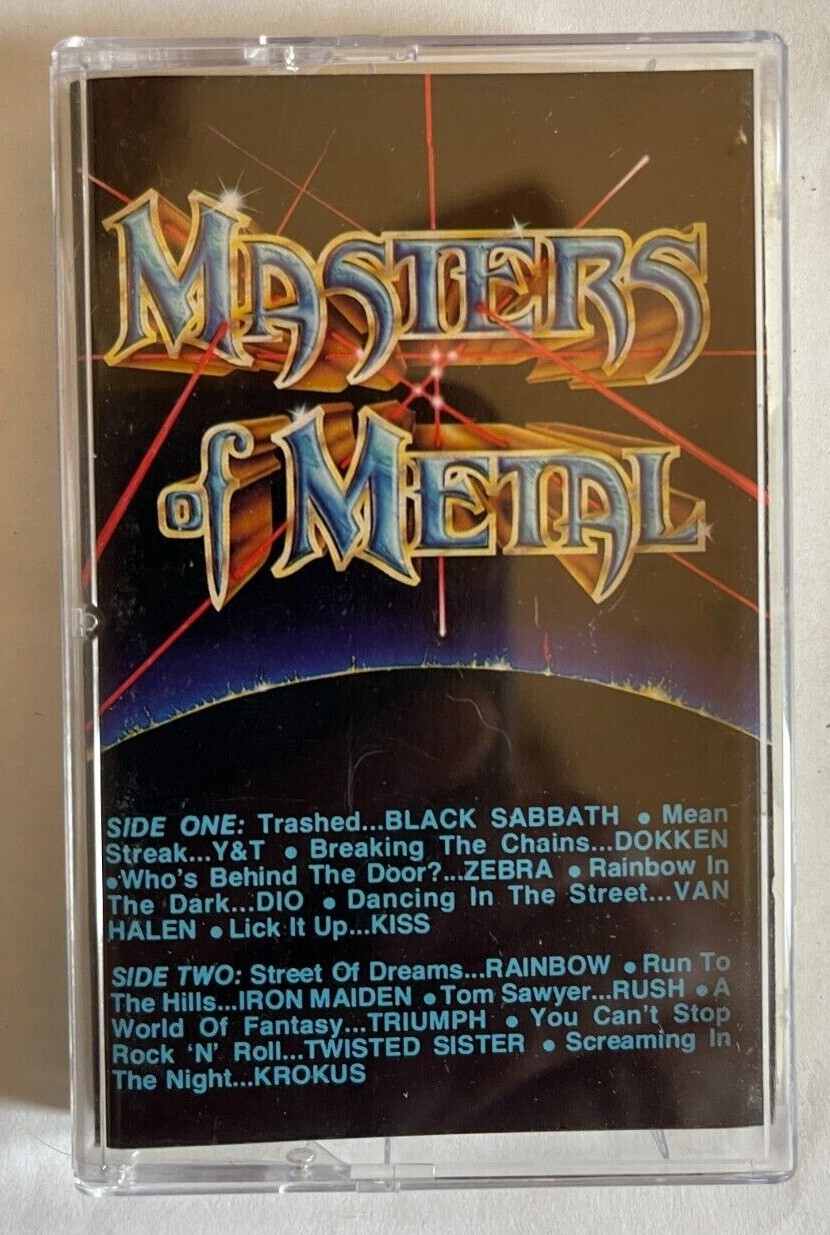 MASTERS
of METAL
SIDE ONE: Trashed...BLACK SABBATH • Mean
Streak...Y&T • Breaking The Chains...DOKKEN
•Who's Behind The Door?...ZEBRA • Rainbow In
The Dark...DIO • Dancing In The Street...VAN
HALEN • Lick It Up...KISS
SIDE TWO: Street Of Dreams...RAINBOW • Run To
The Hills...IRON MAIDEN • Tom Sawyer...RUSH • A
World Of Fantasy...TRIUMPH • You Can't Stop
Rock 'N' Roll...TWISTED SISTER • Screaming In
The Night...KROKUS